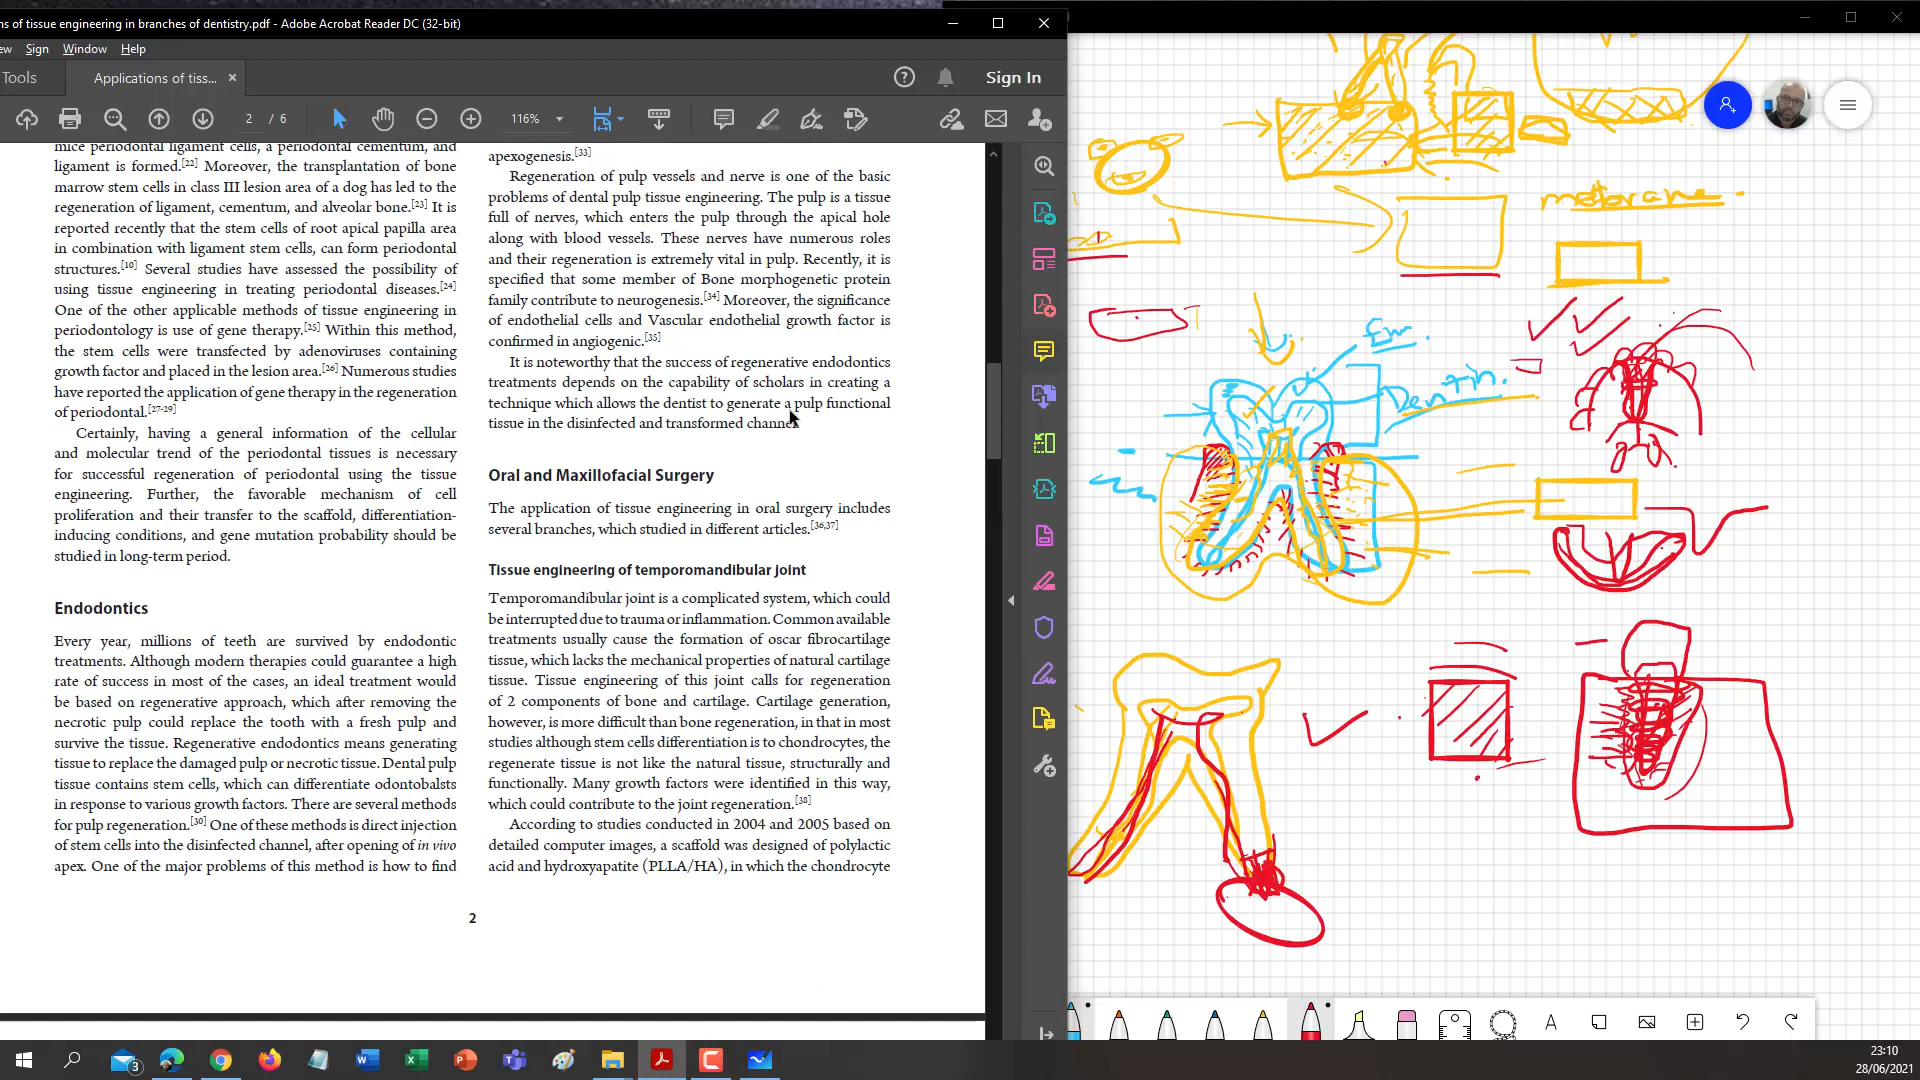 ns of tissue engineering in branches of dentistry.pdf - Adobe Acrobat Reader DC (32-bit)
ew Sign Window Help
Tools
Applications of tiss... ×
Sign In
2 / 6
116%
mice periodontal ligament cells, a periodontal cementum, and
ligament is formed.[22] Moreover, the transplantation of bone
marrow stem cells in class III lesion area of a dog has led to the
regeneration of ligament, cementum, and alveolar bone.[23] It is
reported recently that the stem cells of root apical papilla area
in combination with ligament stem cells, can form periodontal
structures.[10] Several studies have assessed the possibility of
using tissue engineering in treating periodontal diseases.[24]
One of the other applicable methods of tissue engineering in
periodontology is use of gene therapy.[25] Within this method,
the stem cells were transfected by adenoviruses containing
growth factor and placed in the lesion area.[26] Numerous studies
have reported the application of gene therapy in the regeneration
of periodontal.[27-29]
Certainly, having a general information of the cellular
and molecular trend of the periodontal tissues is necessary
for successful regeneration of periodontal using the tissue
engineering. Further, the favorable mechanism of cell
proliferation and their transfer to the scaffold, differentiation-
inducing conditions, and gene mutation probability should be
studied in long-term period.
Endodontics
Every year, millions of teeth are survived by endodontic
treatments. Although modern therapies could guarantee a high
rate of success in most of the cases, an ideal treatment would
be based on regenerative approach, which after removing the
necrotic pulp could replace the tooth with a fresh pulp and
survive the tissue. Regenerative endodontics means generating
tissue to replace the damaged pulp or necrotic tissue. Dental pulp
tissue contains stem cells, which can differentiate odontobalsts
in response to various growth factors. There are several methods
for pulp regeneration.[30] One of these methods is direct injection
of stem cells into the disinfected channel, after opening of in vivo
apex. One of the major problems of this method is how to find
apexogenesis.[33]
Regeneration of pulp vessels and nerve is one of the basic
problems of dental pulp tissue engineering. The pulp is a tissue
full of nerves, which enters the pulp through the apical hole
along with blood vessels. These nerves have numerous roles
and their regeneration is extremely vital in pulp. Recently, it is
specified that some member of Bone morphogenetic protein
family contribute to neurogenesis.[34] Moreover, the significance
of endothelial cells and Vascular endothelial growth factor is
confirmed in angiogenic.[35]
It is noteworthy that the success of regenerative endodontics
treatments depends on the capability of scholars in creating a
technique which allows the dentist to generate a pulp functional
tissue in the disinfected and transformed channel
Oral and Maxillofacial Surgery
The application of tissue engineering in oral surgery includes
several branches, which studied in different articles.[36,37]
Tissue engineering of temporomandibular joint
Temporomandibular joint is a complicated system, which could
be interrupted due to trauma or inflammation. Common available
treatments usually cause the formation of oscar fibrocartilage
tissue, which lacks the mechanical properties of natural cartilage
tissue. Tissue engineering of this joint calls for regeneration
of 2 components of bone and cartilage. Cartilage generation,
however, is more difficult than bone regeneration, in that in most
studies although stem cells differentiation is to chondrocytes, the
regenerate tissue is not like the natural tissue, structurally and
functionally. Many growth factors were identified in this way,
which could contribute to the joint regeneration.[38]
According to studies conducted in 2004 and 2005 based on
detailed computer images, a scaffold was designed of polylactic
acid and hydroxyapatite (PLLA/HA), in which the chondrocyte
2
Em.
Dentin.
3
23:10
28/06/2021